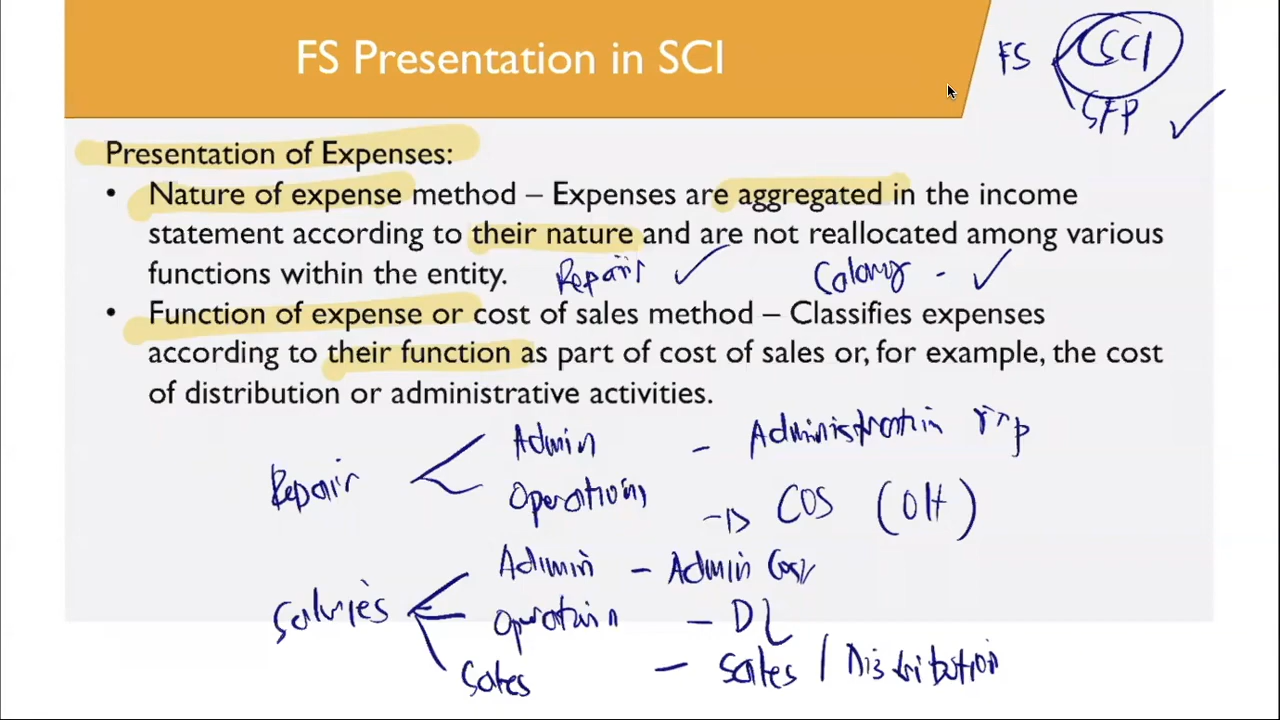 FS Presentation in SCI
FS SCI
SFP
Presentation of Expenses:
• Nature of expense method – Expenses are aggregated in the income
statement according to their nature and are not reallocated among various
functions within the entity. Repair
• Function of expense or cost of sales method – Classifies expenses
according to their function as part of cost of sales or, for example, the cost
of distribution or administrative activities.
Admin - Administration
Repair
Operations → COS (OH)
Admin - Admin Cost
Salaries
Operation - DL
Sales - Sales / Distribution